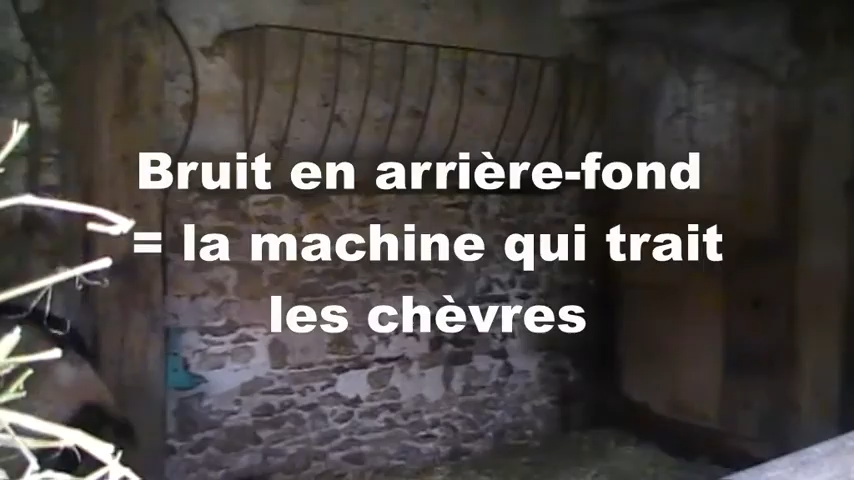 Bruit en arrière-fond
= la machine qui trait
les chèvres